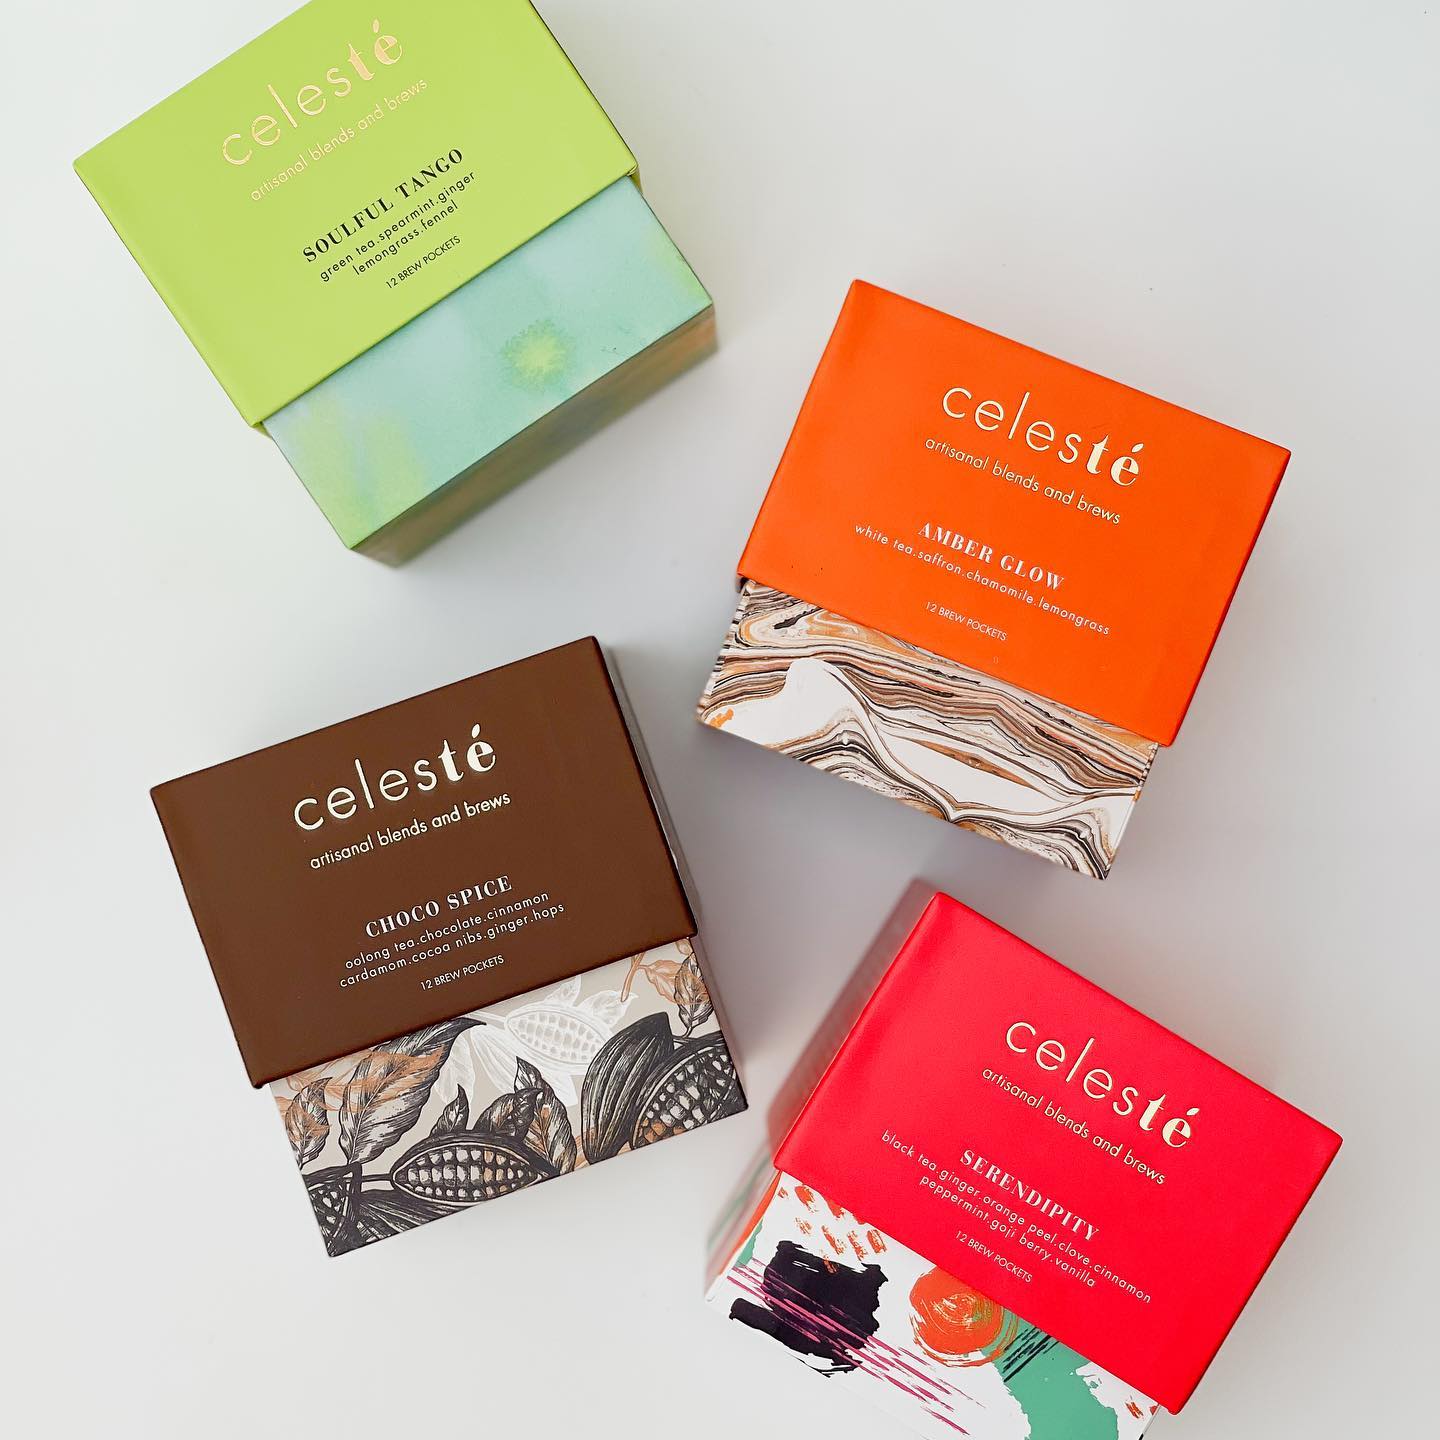 celesté
artisanal blends and brews
SOULFUL TANGO
green tea.spearmint.ginger
lemongrass.fennel
12 BREW POCKETS
celesté
artisanal blends and brews
AMBER GLOW
white tea.saffron.chamomile.lemongrass
12 BREW POCKETS
celesté
artisanal blends and brews
CHOCO SPICE
oolong tea.chocolate.cinnamon
cardamom.cocoa nibs.ginger.hops
12 BREW POCKETS
celesté
artisanal blends and brews
SERENDIPITY
black tea.ginger.orange peel.clove.cinnamon
peppermint.goji berry.vanilla
12 BREW POCKETS